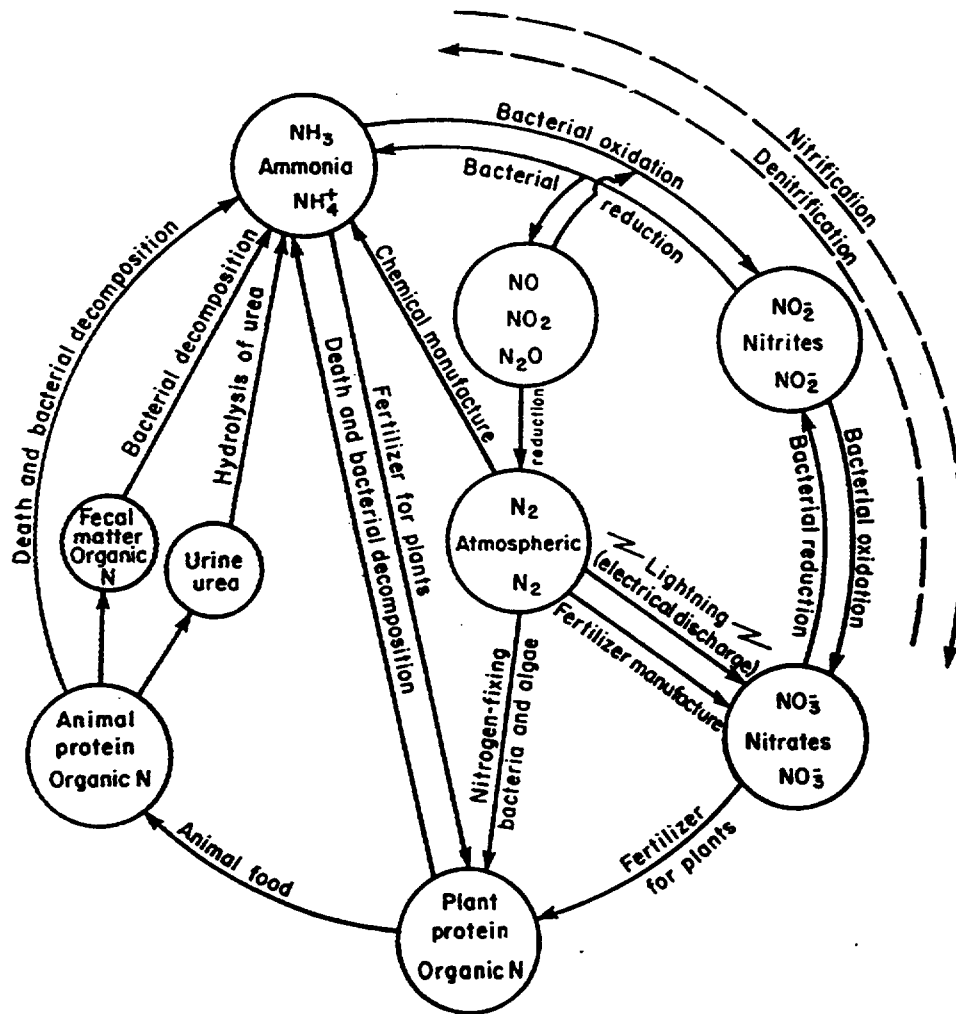 Nitrification
Denitrification
Bacterial oxidation
Bacterial
reduction
NH₃
Ammonia
NH₄⁺
NO
NO₂
N₂O
NO₂⁻
Nitrites
NO₂⁻
Death and bacterial decomposition
Bacterial decomposition
Hydrolysis of urea
Death and bacterial decomposition
Fertilizer for plants
Chemical manufacture
reduction
Bacterial reduction
Bacterial oxidation
Fecal
matter
Organic
N
Urine
urea
N₂
Atmospheric
N₂
Lightning
(electrical discharge)
Fertilizer manufacture
Nitrogen-fixing
bacteria and algae
NO₃⁻
Nitrates
NO₃⁻
Animal
protein
Organic N
Animal food
Fertilizer
for plants
Plant
protein
Organic N